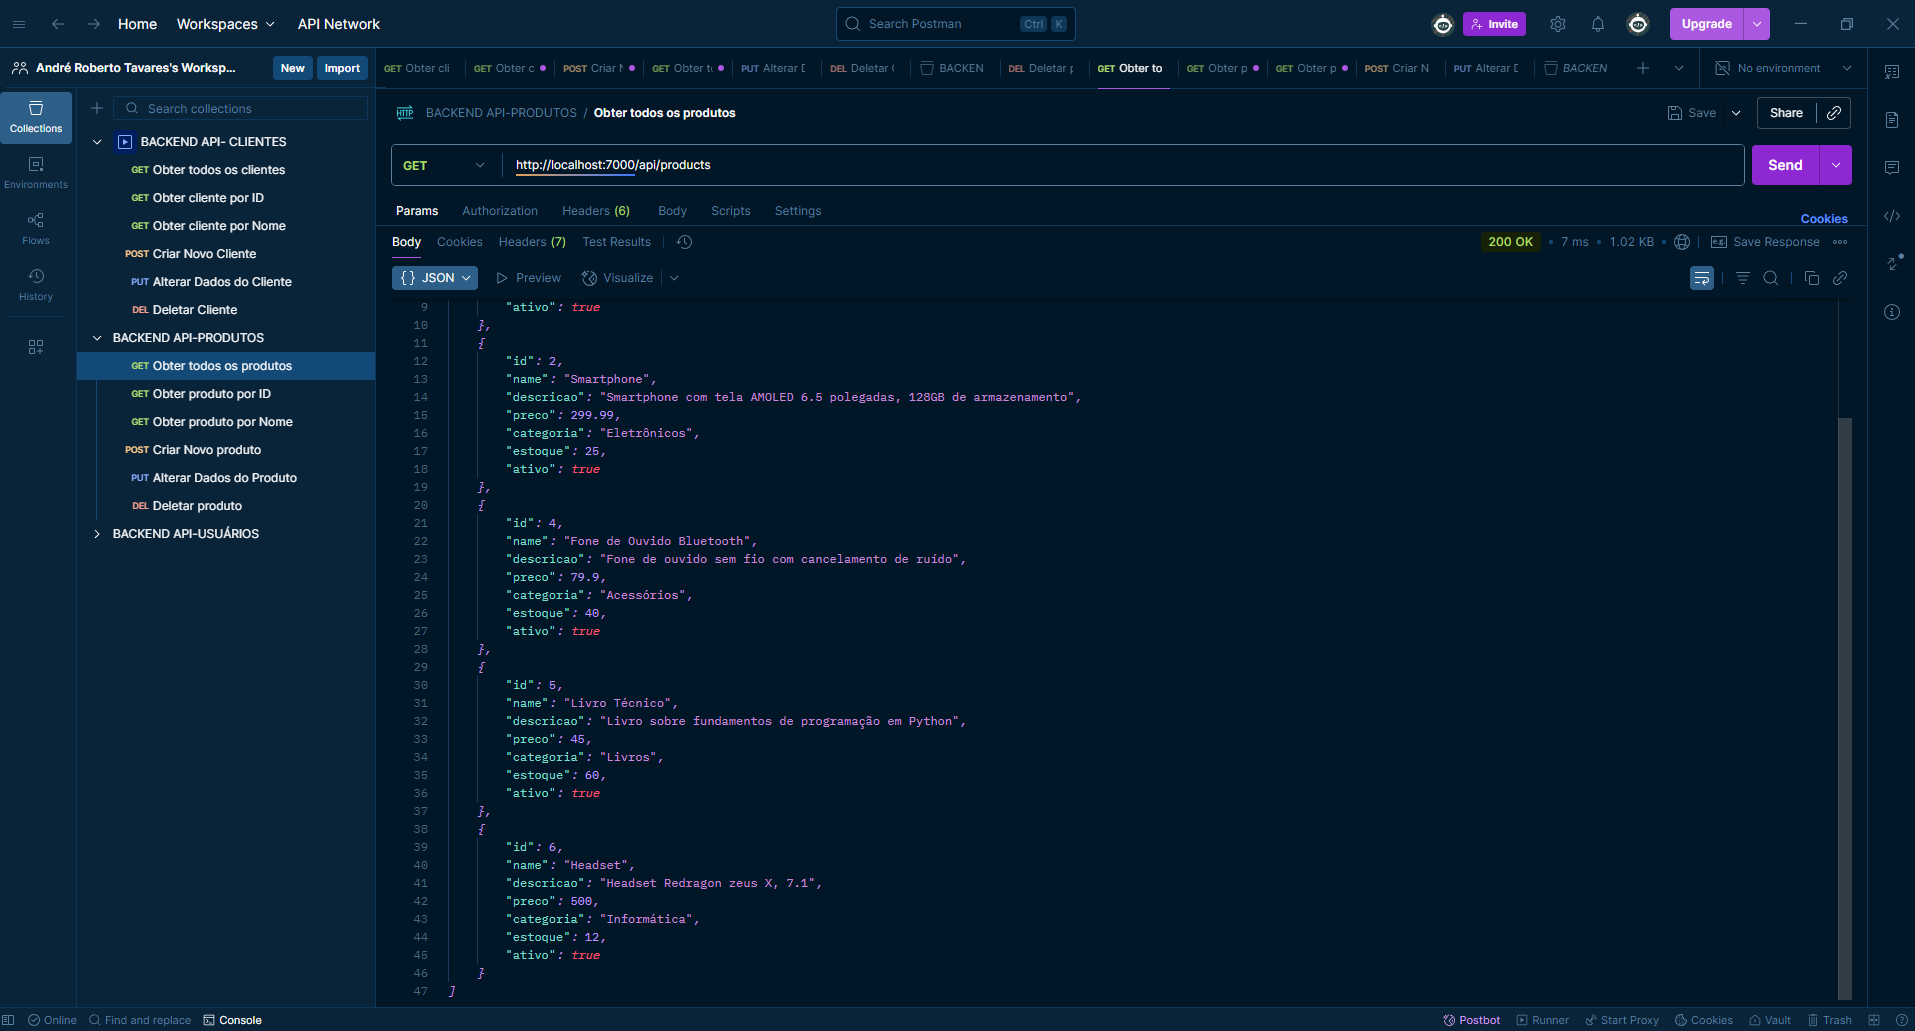 Home Workspaces API Network
Search Postman Ctrl K
Invite Upgrade
André Roberto Tavares's Worksp... New Import
GET Obter cli GET Obter c POST Criar N GET Obter t PUT Alterar D DEL Deletar BACKEN DEL Deletar p GET Obter to GET Obter p GET Obter p POST Criar N PUT Alterar D BACKEN No environment
Collections
Environments
Flows
History
Search collections
BACKEND API- CLIENTES
GET Obter todos os clientes
GET Obter cliente por ID
GET Obter cliente por Nome
POST Criar Novo Cliente
PUT Alterar Dados do Cliente
DEL Deletar Cliente
BACKEND API-PRODUTOS
GET Obter todos os produtos
GET Obter produto por ID
GET Obter produto por Nome
POST Criar Novo produto
PUT Alterar Dados do Produto
DEL Deletar produto
BACKEND API-USUÁRIOS
HTTP BACKEND API-PRODUTOS / Obter todos os produtos Save Share
GET http://localhost:7000/api/products Send
Params Authorization Headers (6) Body Scripts Settings Cookies
Body Cookies Headers (7) Test Results 200 OK • 7 ms • 1.02 KB • e.g. Save Response
{} JSON Preview Visualize
9 "ativo": true
10 },
11 {
12 "id": 2,
13 "name": "Smartphone",
14 "descricao": "Smartphone com tela AMOLED 6.5 polegadas, 128GB de armazenamento",
15 "preco": 299.99,
16 "categoria": "Eletrônicos",
17 "estoque": 25,
18 "ativo": true
19 },
20 {
21 "id": 4,
22 "name": "Fone de Ouvido Bluetooth",
23 "descricao": "Fone de ouvido sem fio com cancelamento de ruído",
24 "preco": 79.9,
25 "categoria": "Acessórios",
26 "estoque": 40,
27 "ativo": true
28 },
29 {
30 "id": 5,
31 "name": "Livro Técnico",
32 "descricao": "Livro sobre fundamentos de programação em Python",
33 "preco": 45,
34 "categoria": "Livros",
35 "estoque": 60,
36 "ativo": true
37 },
38 {
39 "id": 6,
40 "name": "Headset",
41 "descricao": "Headset Redragon zeus X, 7.1",
42 "preco": 500,
43 "categoria": "Informática",
44 "estoque": 12,
45 "ativo": true
46 }
47 ]
Online Find and replace Console Postbot Runner Start Proxy Cookies Vault Trash